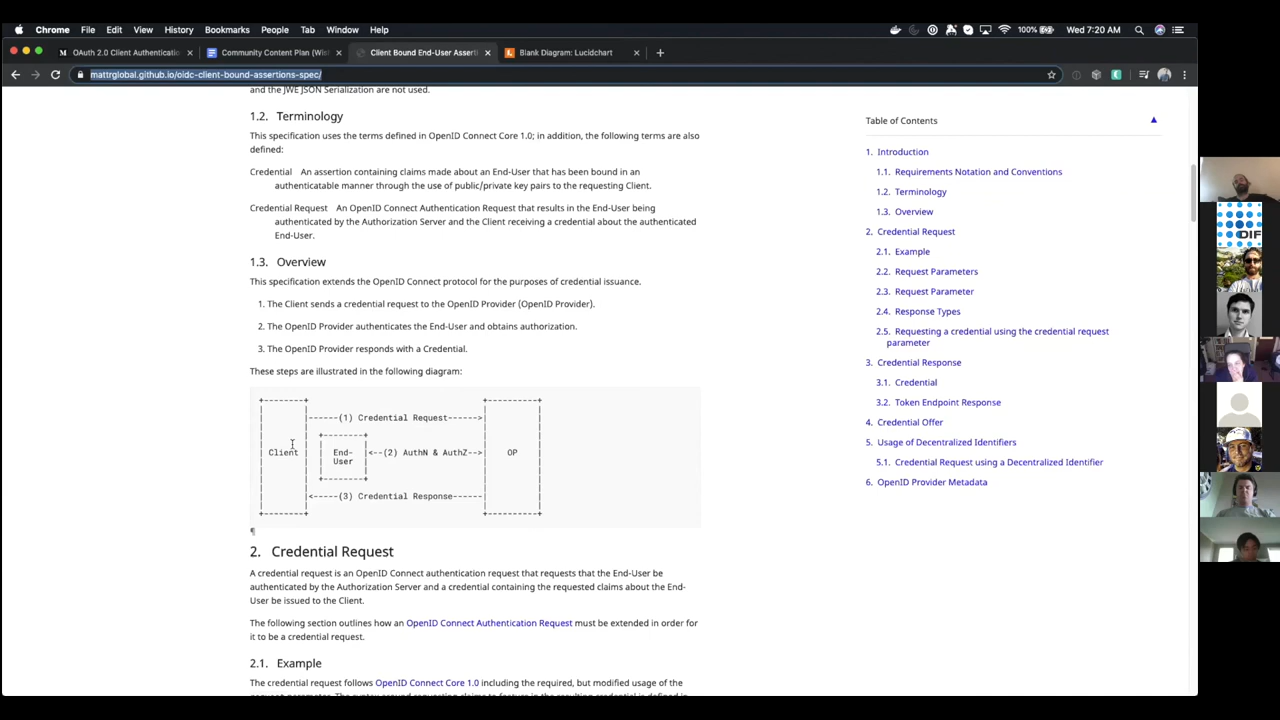 Chrome File Edit View History Bookmarks People Tab Window Help 100% Wed 7:20 AM
OAuth 2.0 Client Authenticatio × Community Content Plan (Wis × Client Bound End-User Assert × Blank Diagram: Lucidchart × +
mattrglobal.github.io/oidc-client-bound-assertions-spec/
and the JWE JSON Serialization are not used.
1.2. Terminology
This specification uses the terms defined in OpenID Connect Core 1.0; in addition, the following terms are also
defined:
Credential An assertion containing claims made about an End-User that has been bound in an
authenticatable manner through the use of public/private key pairs to the requesting Client.
Credential Request An OpenID Connect Authentication Request that results in the End-User being
authenticated by the Authorization Server and the Client receiving a credential about the authenticated
End-User.
1.3. Overview
This specification extends the OpenID Connect protocol for the purposes of credential issuance.
1. The Client sends a credential request to the OpenID Provider (OpenID Provider).
2. The OpenID Provider authenticates the End-User and obtains authorization.
3. The OpenID Provider responds with a Credential.
These steps are illustrated in the following diagram:
(1) Credential Request
Client
End-
User
(2) AuthN & AuthZ
OP
(3) Credential Response
¶
2. Credential Request
A credential request is an OpenID Connect authentication request that requests that the End-User be
authenticated by the Authorization Server and a credential containing the requested claims about the End-
User be issued to the Client.
The following section outlines how an OpenID Connect Authentication Request must be extended in order for
it to be a credential request.
2.1. Example
The credential request follows OpenID Connect Core 1.0 including the required, but modified usage of the
Table of Contents
1. Introduction
1.1. Requirements Notation and Conventions
1.2. Terminology
1.3. Overview
2. Credential Request
2.1. Example
2.2. Request Parameters
2.3. Request Parameter
2.4. Response Types
2.5. Requesting a credential using the credential request
parameter
3. Credential Response
3.1. Credential
3.2. Token Endpoint Response
4. Credential Offer
5. Usage of Decentralized Identifiers
5.1. Credential Request using a Decentralized Identifier
6. OpenID Provider Metadata
DIF